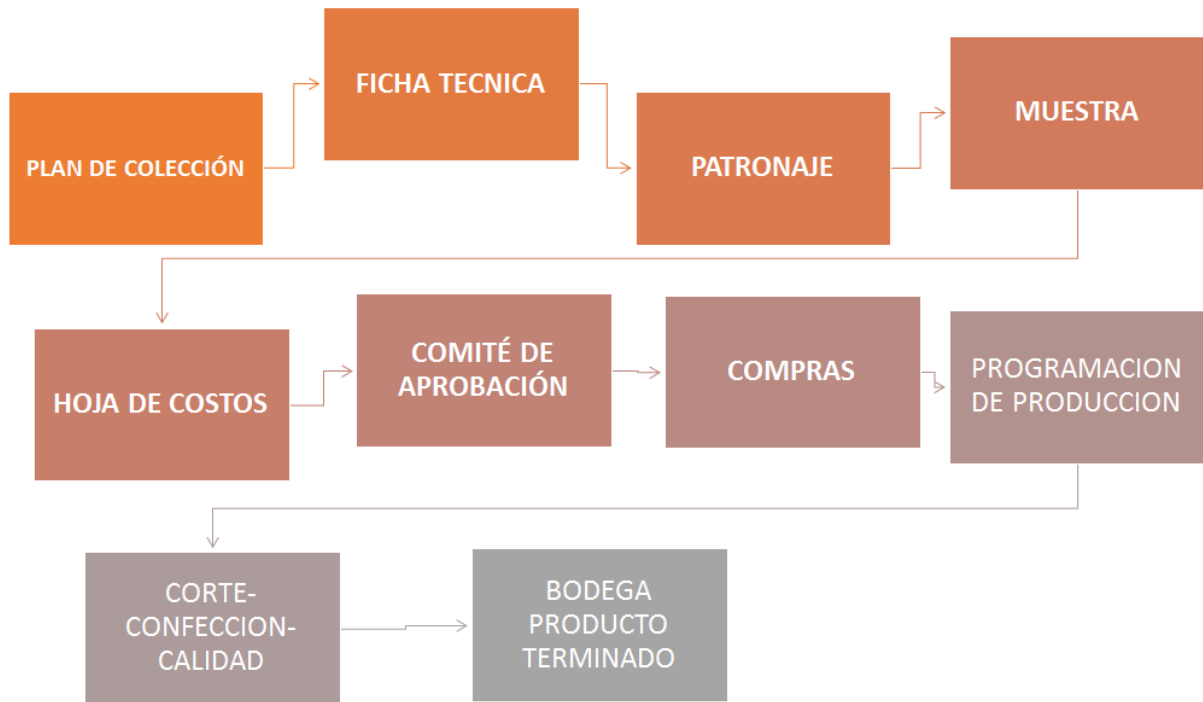 PLAN DE COLECCIÓN
FICHA TECNICA
PATRONAJE
MUESTRA
HOJA DE COSTOS
COMITÉ DE
APROBACIÓN
COMPRAS
PROGRAMACION
DE PRODUCCION
CORTE-
CONFECCION-
CALIDAD
BODEGA
PRODUCTO
TERMINADO